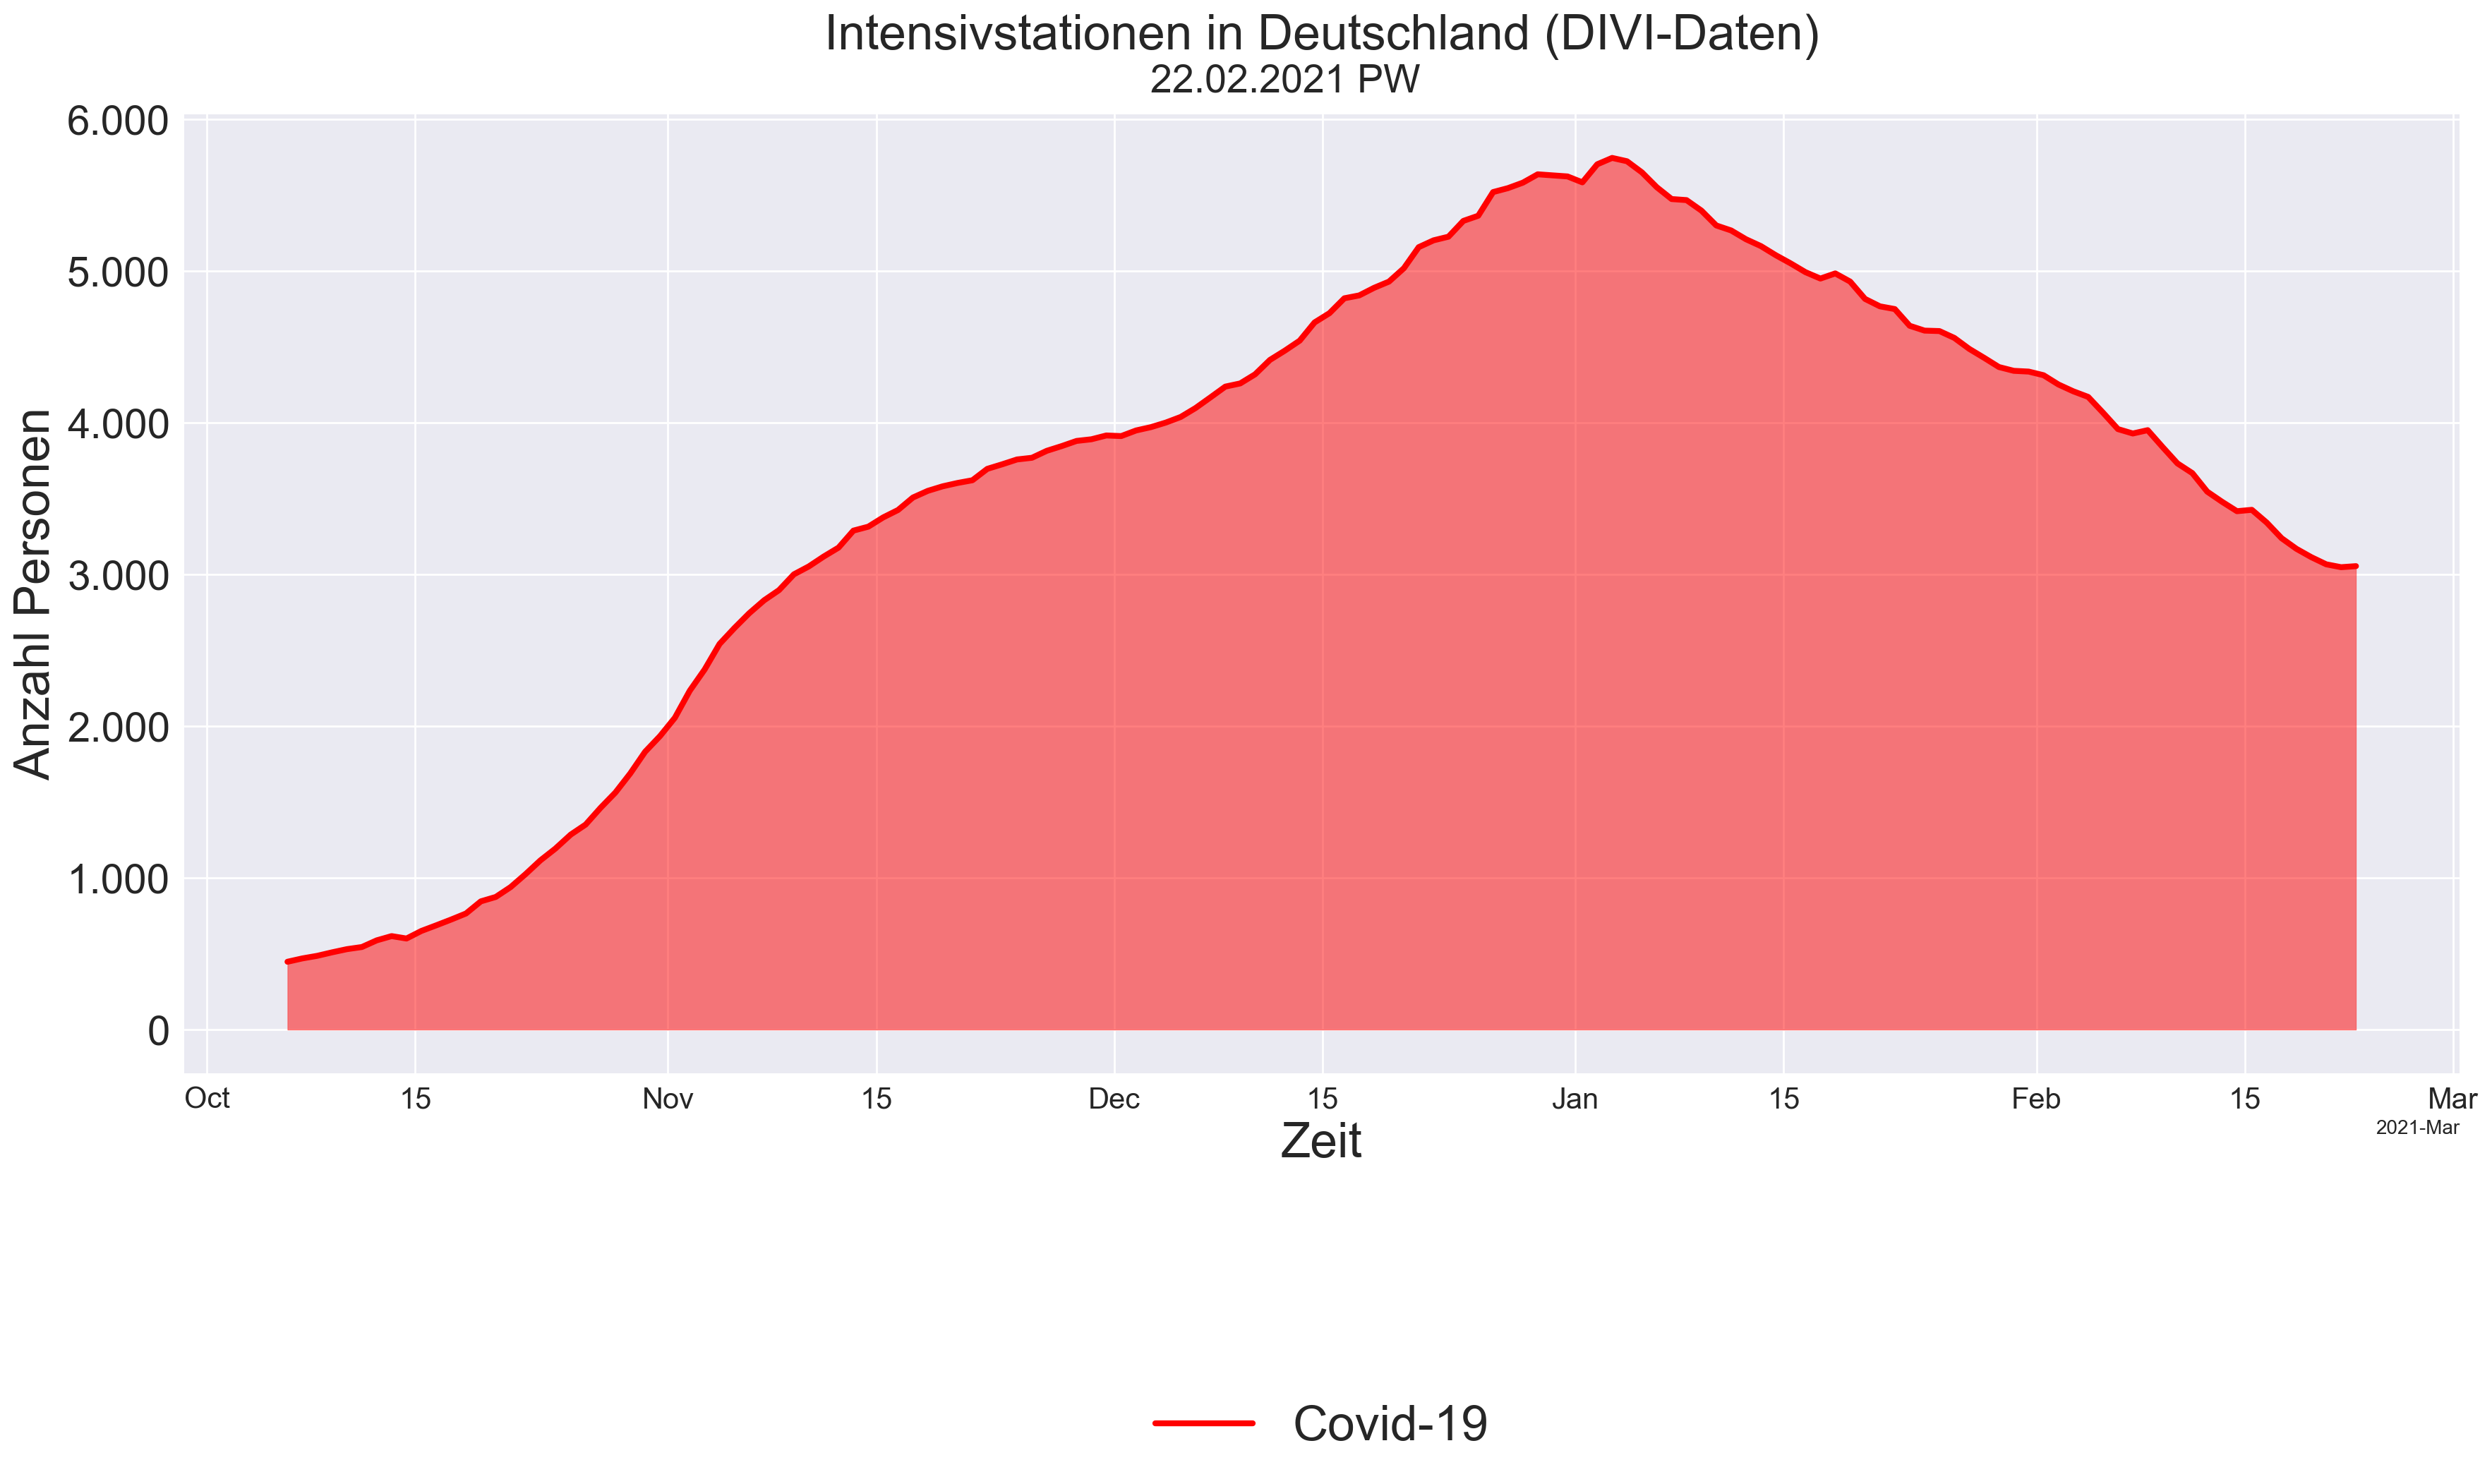 Intensivstationen in Deutschland (DIVI-Daten)
22.02.2021 PW
Anzahl Personen
6.000
5.000
4.000
3.000
2.000
1.000
0
Oct 15 Nov 15 Dec 15 Jan 15 Feb 15 Mar
2021-Mar
Zeit
Covid-19